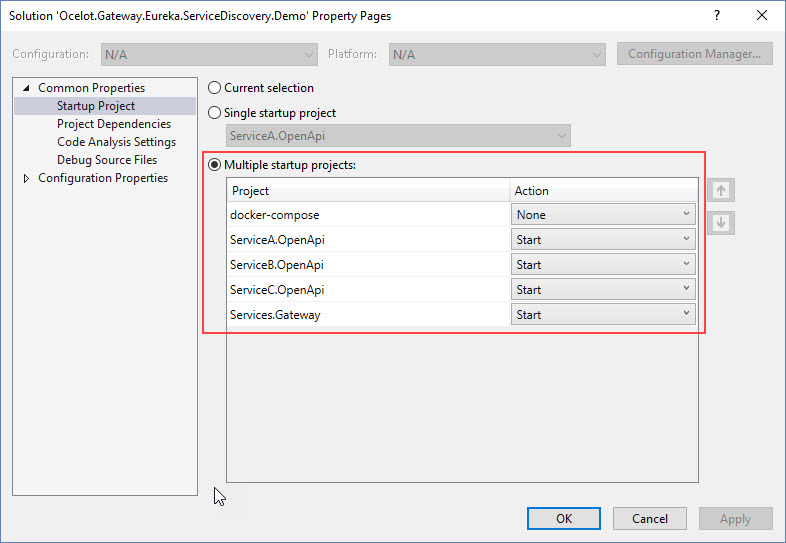 Solution 'Ocelot.Gateway.Eureka.ServiceDiscovery.Demo' Property Pages
Configuration: N/A Platform: N/A Configuration Manager...
Common Properties
Startup Project
Project Dependencies
Code Analysis Settings
Debug Source Files
Configuration Properties
Current selection
Single startup project
ServiceA.OpenApi
Multiple startup projects:
Project Action
docker-compose None
ServiceA.OpenApi Start
ServiceB.OpenApi Start
ServiceC.OpenApi Start
Services.Gateway Start
OK Cancel Apply